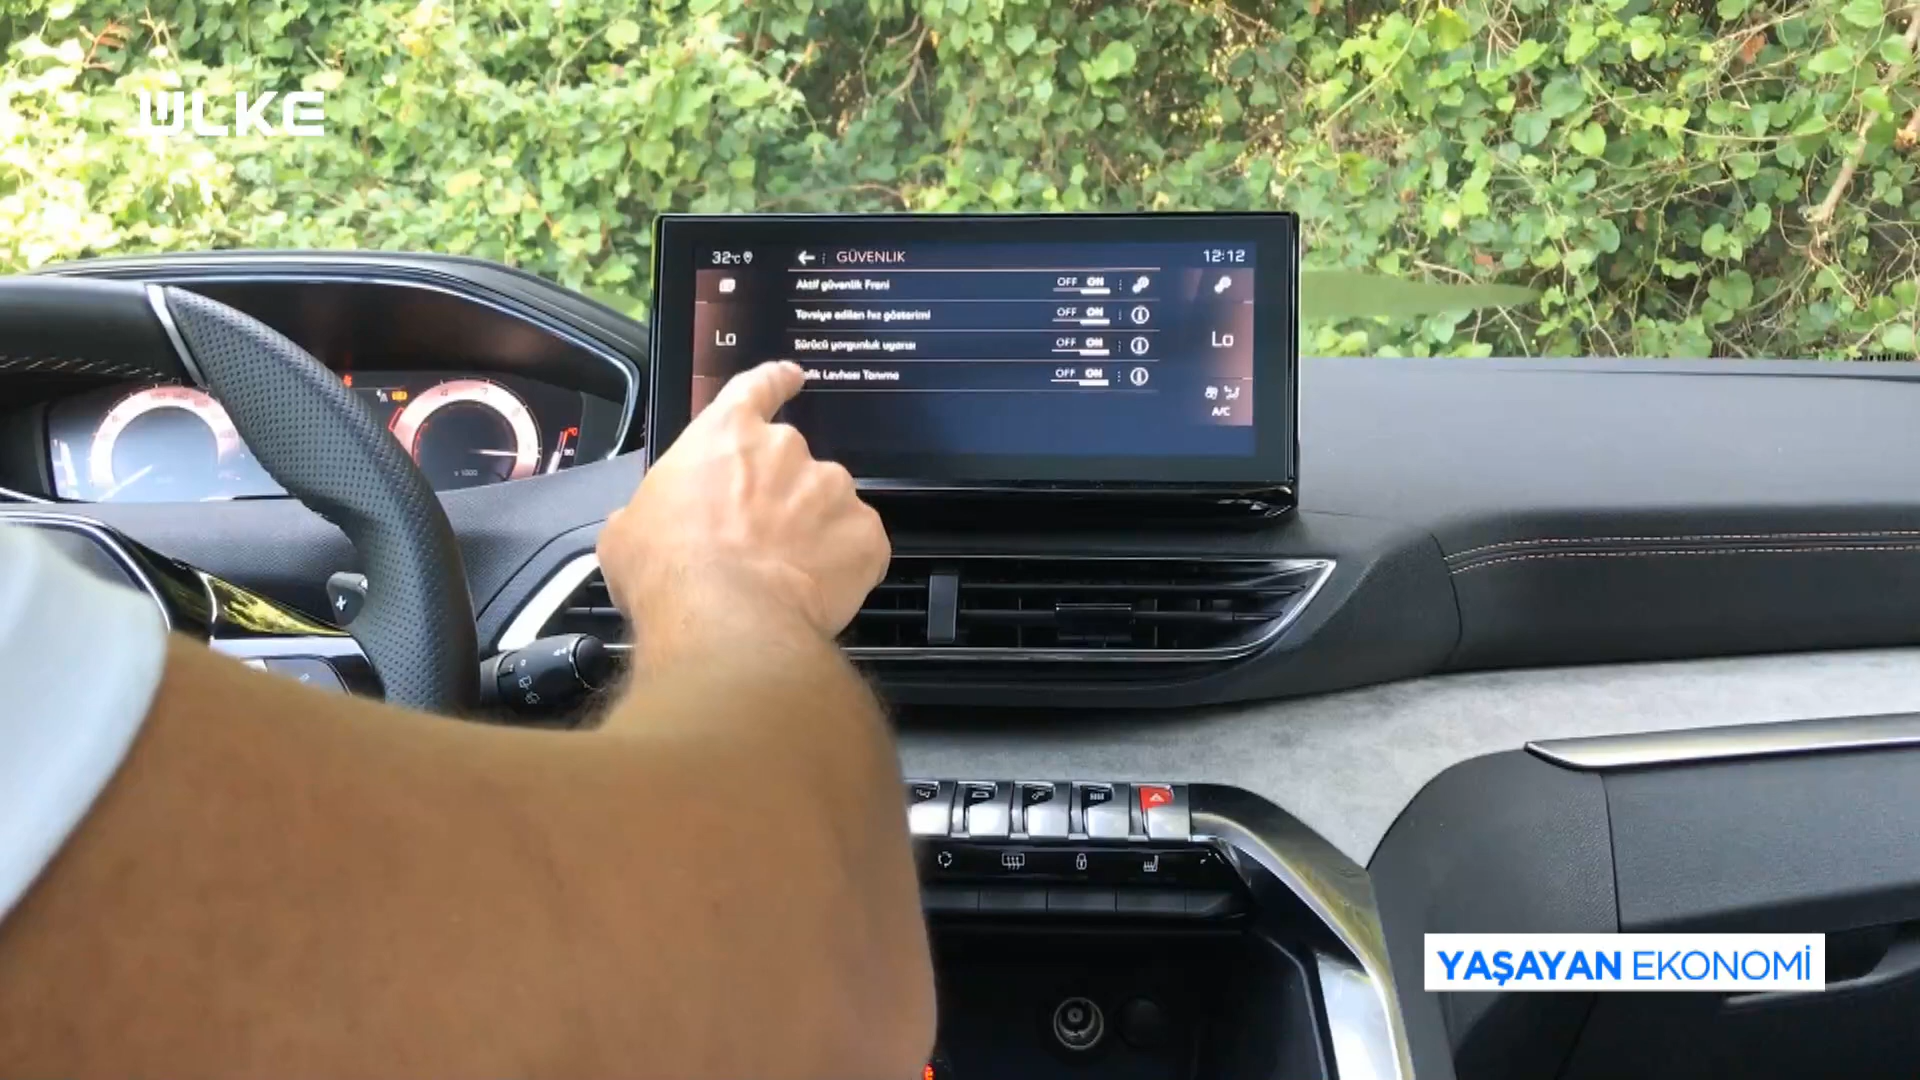 ÜLKE
32°C
GÜVENLIK
12:12
Aktif güvenlik Freni OFF ON
Tavsiye edilen hız gösterimi OFF ON
Lo
Sürücü yorgunluk uyarısı OFF ON
Lo
Levhası Tanıma OFF ON
A/C
YAŞAYAN EKONOMİ